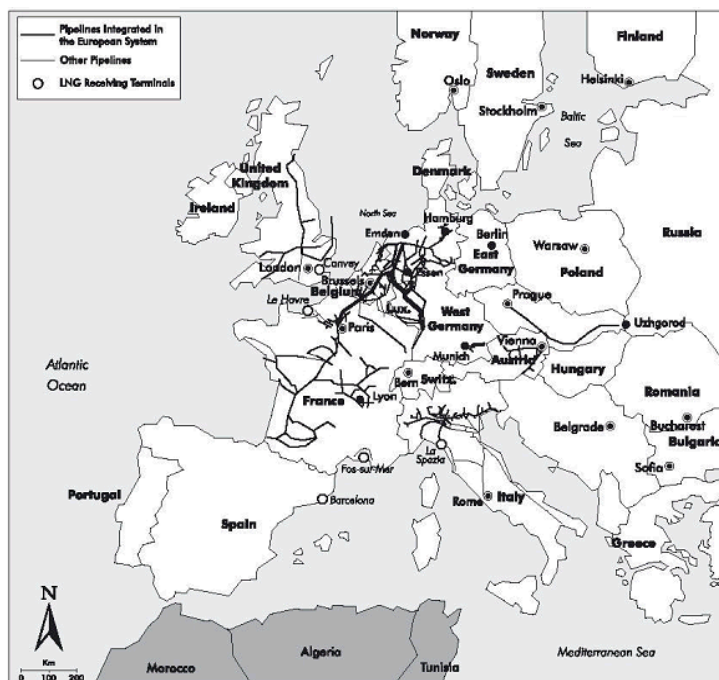 Pipelines Integrated in
the European System
Other Pipelines
LNG Receiving Terminals
Norway
Finland
Oslo
Sweden
Helsinki
Stockholm
Baltic
Sea
United
Kingdom
Denmark
Ireland
North Sea
Hamburg
Emden
Berlin
Russia
East
Germany
Warsaw
Poland
London
Canvey
Brussels
Belgium
Essen
Le Havre
Lux.
West
Germany
Prague
Paris
Uzhgorod
Munich
Vienna
Austria
Atlantic
Ocean
Bern
Switz.
Hungary
France
Lyon
Romania
Belgrade
Bucharest
Bulgaria
La
Spazia
Fos-sur-Mer
Sofia
Portugal
Spain
Barcelona
Rome
Italy
Greece
N
Km
0 100 200
Morocco
Algeria
Tunisia
Mediterranean Sea